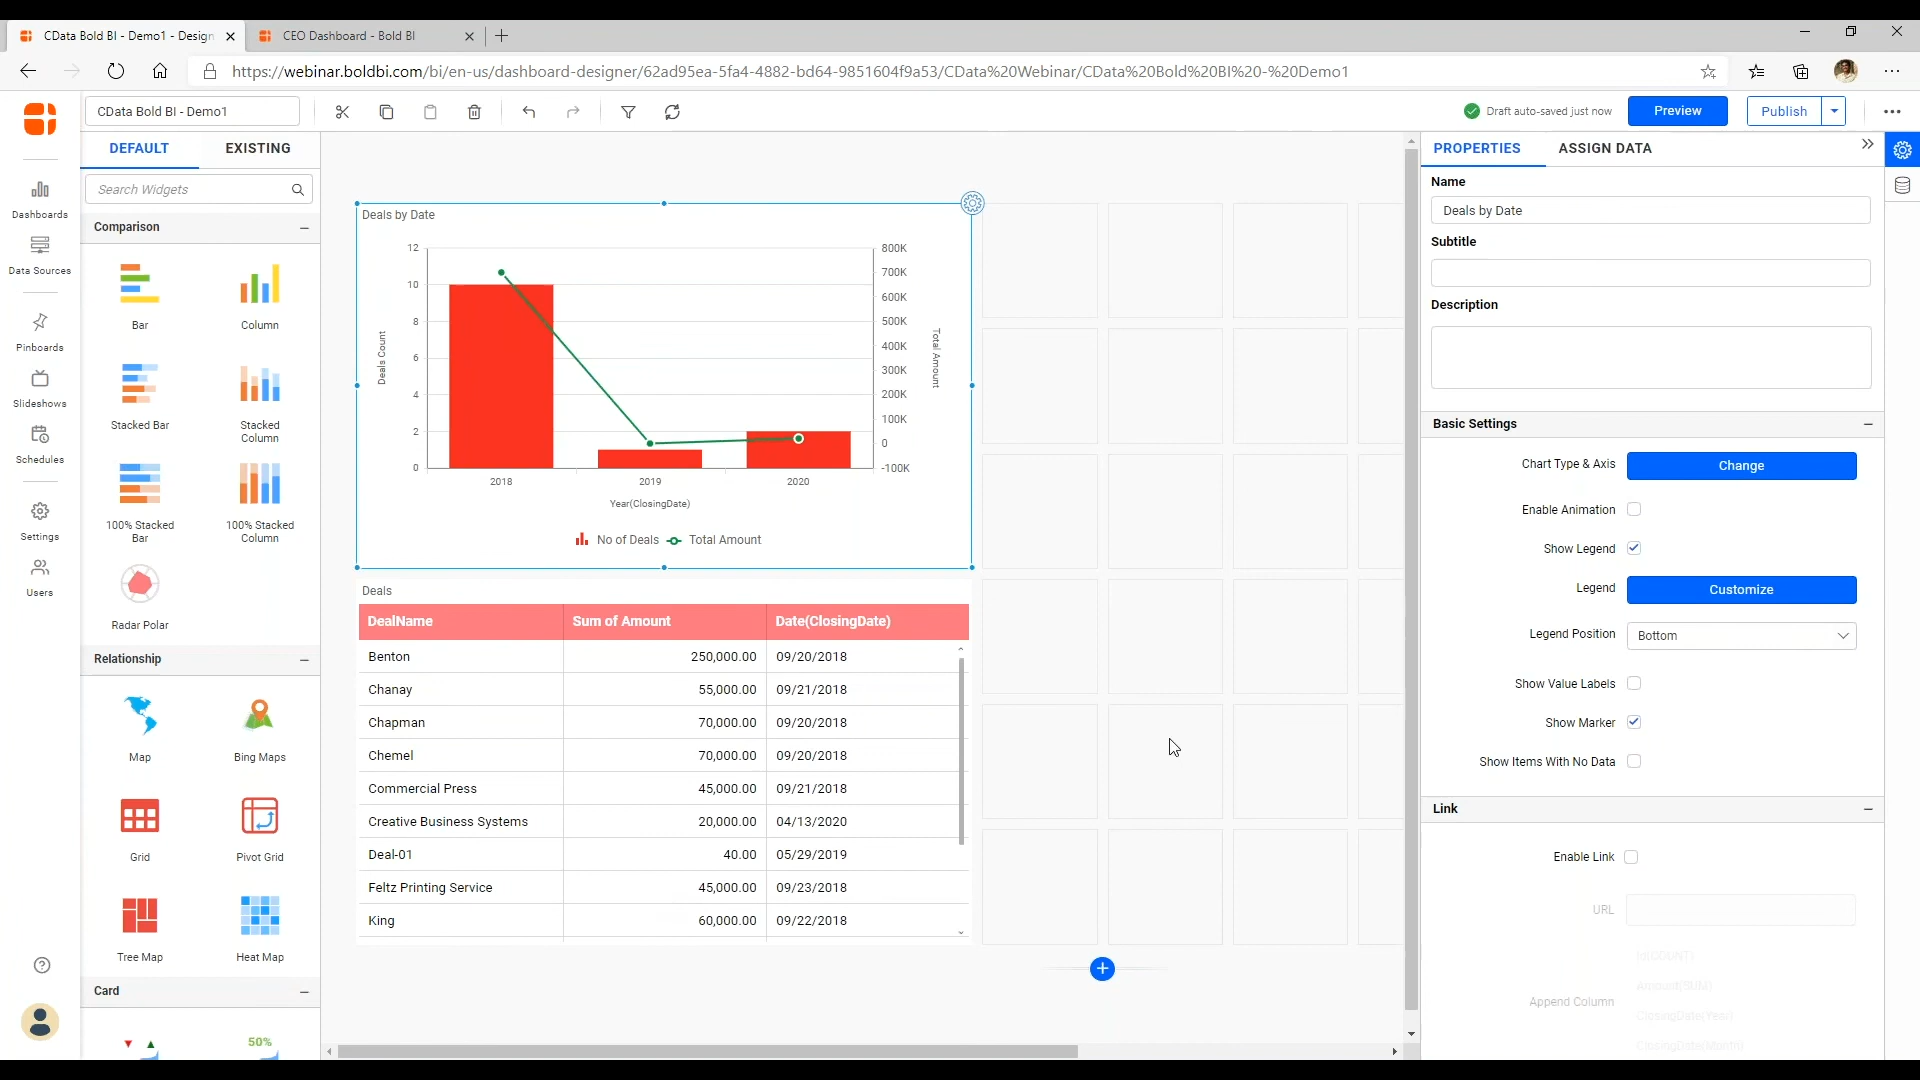 CData Bold BI - Demo1 - Design
CEO Dashboard - Bold BI
https://webinar.boldbi.com/bi/en-us/dashboard-designer/62ad95ea-5fa4-4882-bd64-9851604f9a53/CData%20Webinar/CData%20Bold%20BI%20-%20Demo1
CData Bold BI - Demo1
Draft auto-saved just now
Preview
Publish
Dashboards
Data Sources
Pinboards
Slideshows
Schedules
Settings
Users
DEFAULT
EXISTING
Search Widgets
Comparison
Bar
Column
Stacked Bar
Stacked
Column
100% Stacked
Bar
100% Stacked
Column
Radar Polar
Relationship
Map
Bing Maps
Grid
Pivot Grid
Tree Map
Heat Map
Card
50%
Deals by Date
12
10
8
6
4
2
0
Deals Count
800K
700K
600K
500K
400K
300K
200K
100K
0
-100K
Total Amount
2018
2019
2020
Year(ClosingDate)
No of Deals
Total Amount
Deals
DealName Sum of Amount Date(ClosingDate)
Benton 250,000.00 09/20/2018
Chanay 55,000.00 09/21/2018
Chapman 70,000.00 09/20/2018
Chemel 70,000.00 09/20/2018
Commercial Press 45,000.00 09/21/2018
Creative Business Systems 20,000.00 04/13/2020
Deal-01 40.00 05/29/2019
Feltz Printing Service 45,000.00 09/23/2018
King 60,000.00 09/22/2018
PROPERTIES
ASSIGN DATA
Name
Deals by Date
Subtitle
Description
Basic Settings
Chart Type & Axis
Change
Enable Animation
Show Legend
Legend
Customize
Legend Position
Bottom
Show Value Labels
Show Marker
Show Items With No Data
Link
Enable Link
URL
Append Column
Id(COUNT)
Amount(SUM)
ClosingDate(Year)
ClosingDate(Month)